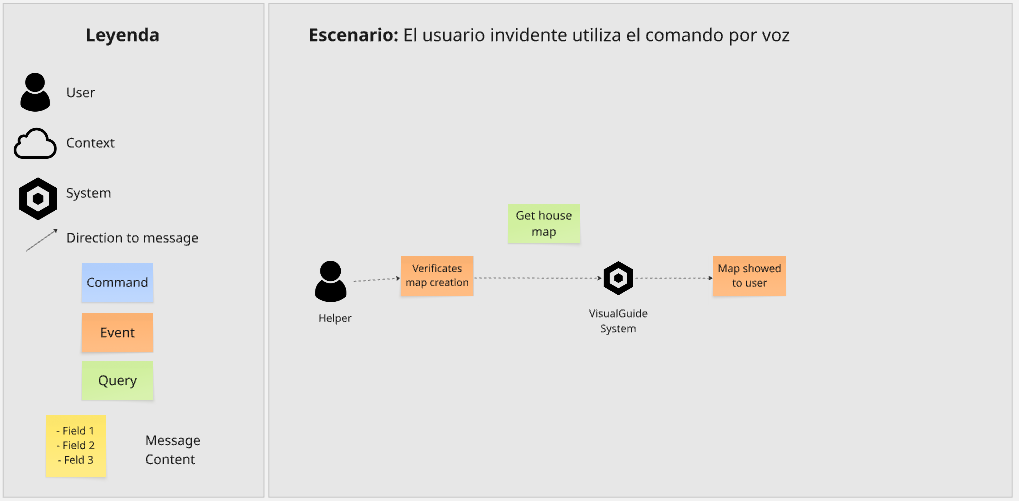 Leyenda
User
Context
System
Direction to message
Command
Event
Query
- Field 1
- Field 2
- Feld 3
Message
Content
Escenario: El usuario invidente utiliza el comando por voz
Get house
map
Verificates
map creation
Map showed
to user
Helper
VisualGuide
System